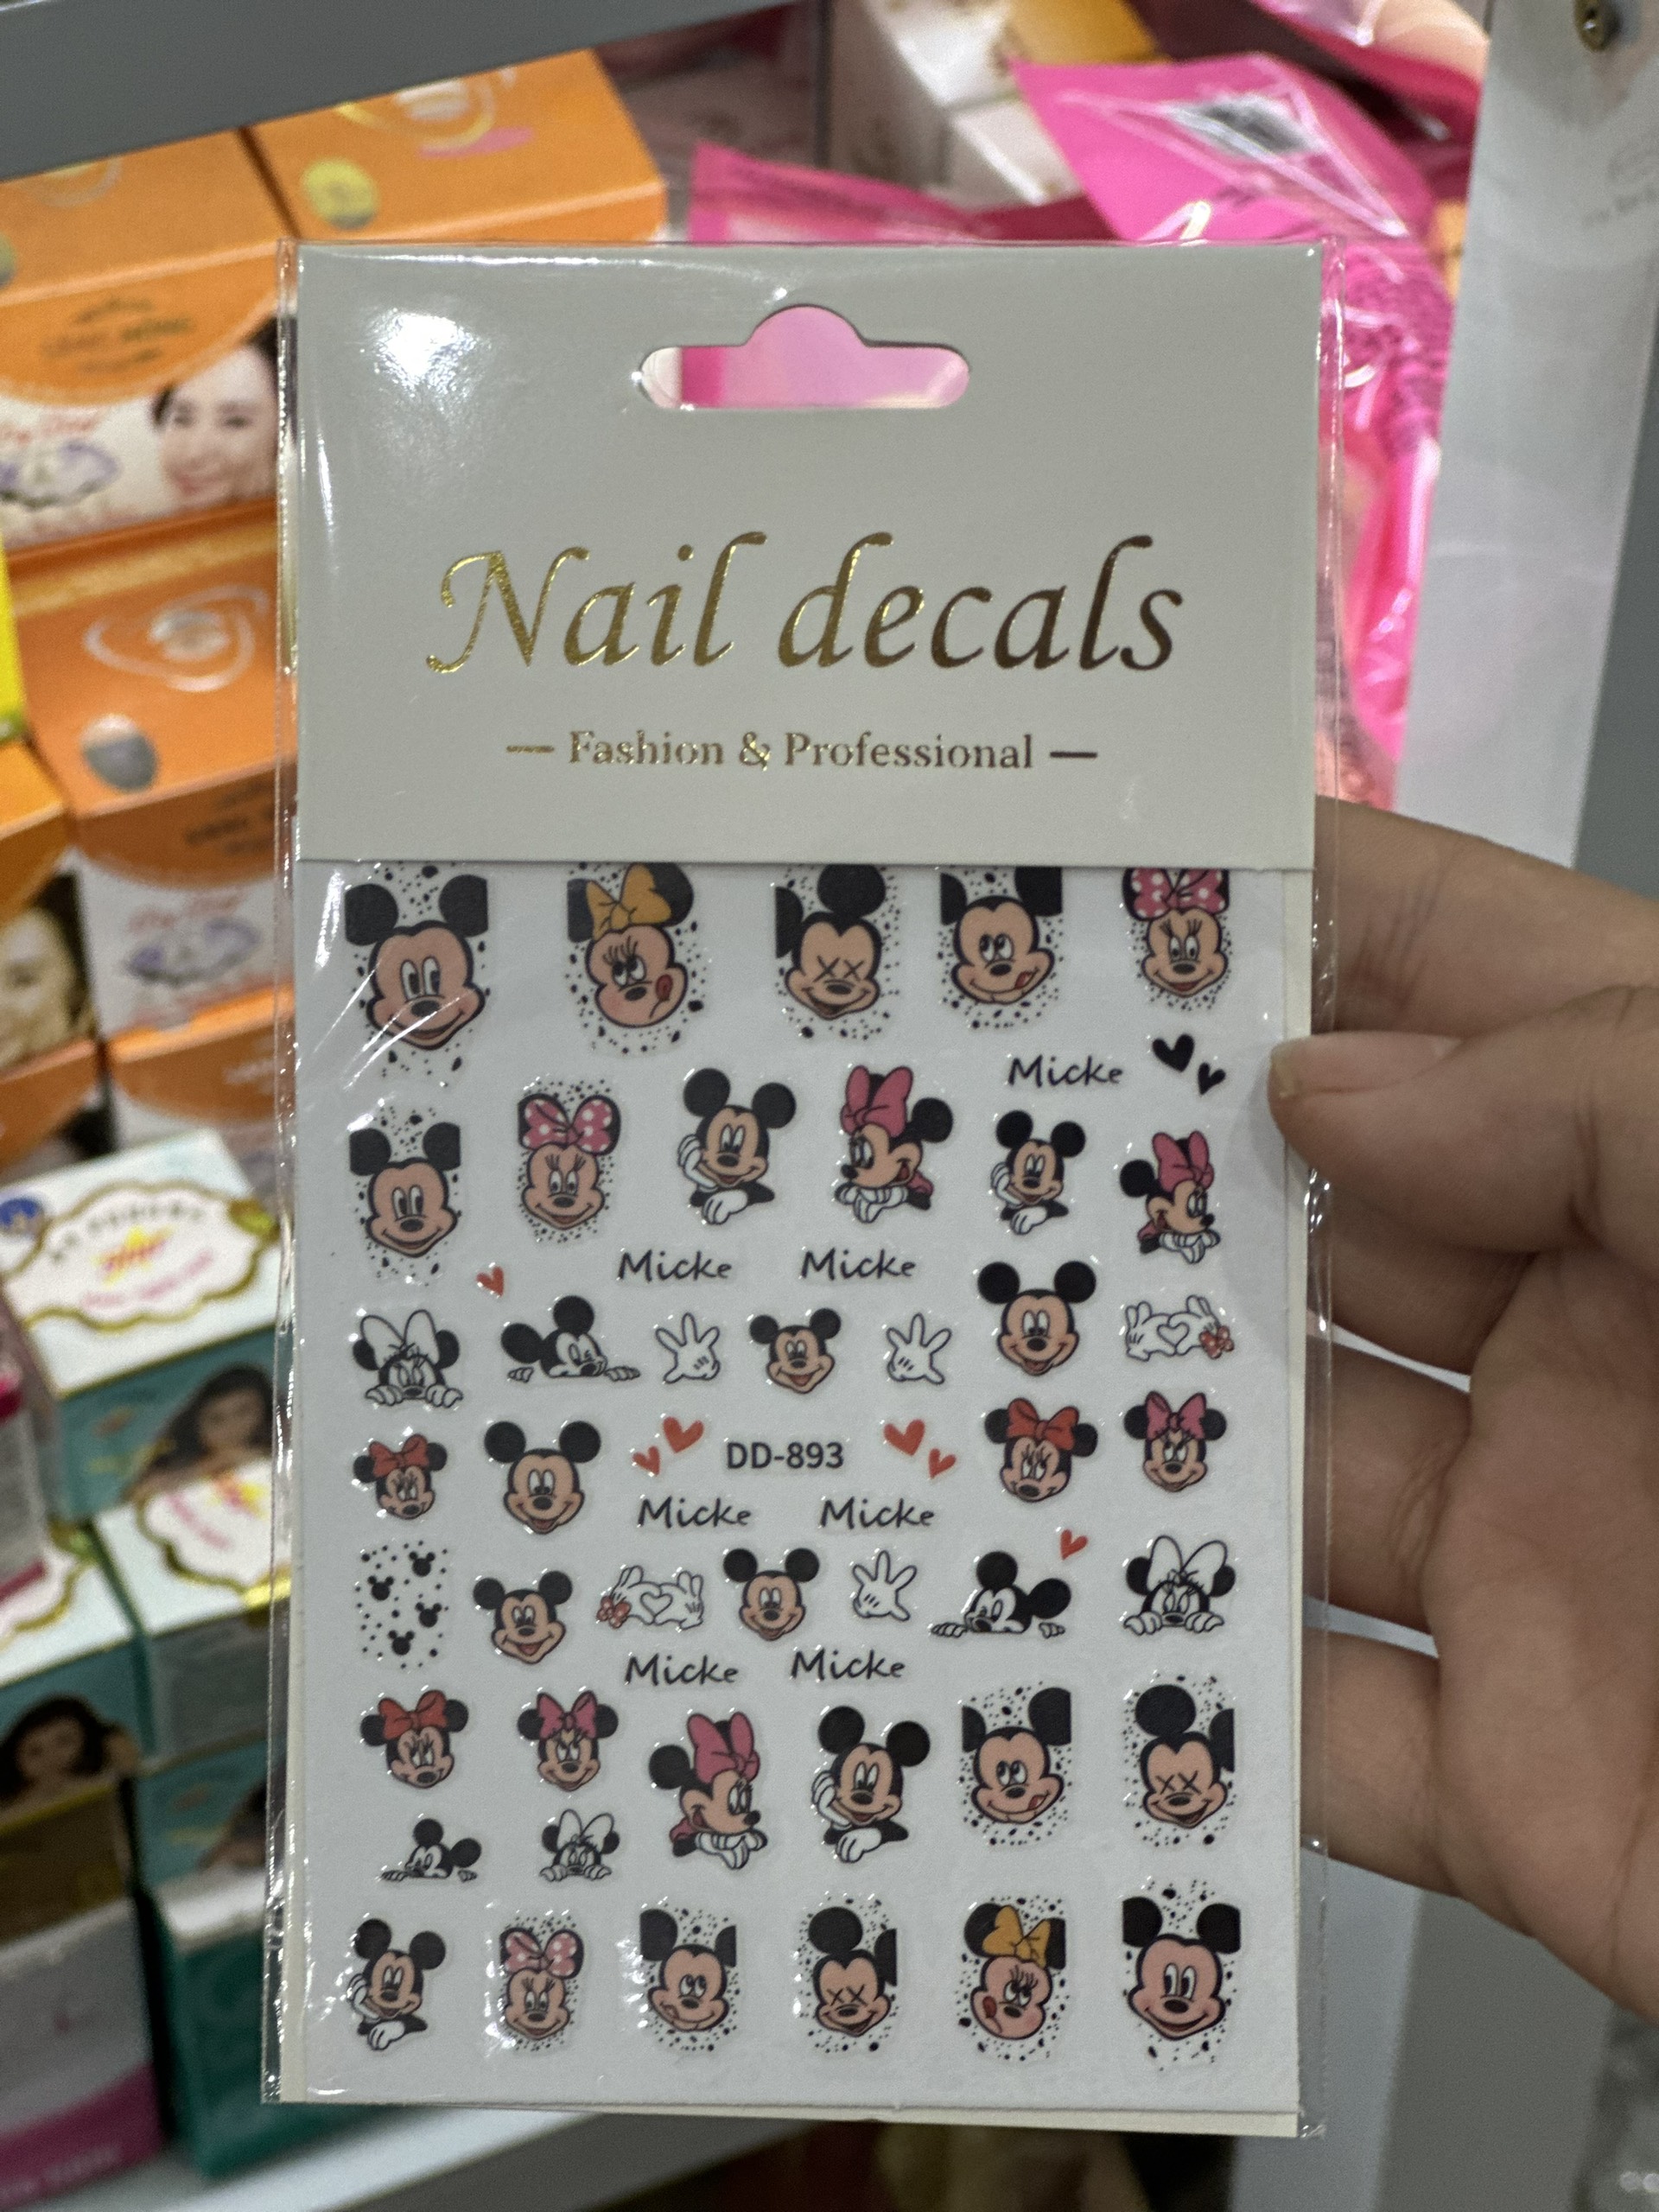 Nail decals
— Fashion & Professional —
Micke
Micke Micke
DD-893
Micke Micke
Micke Micke